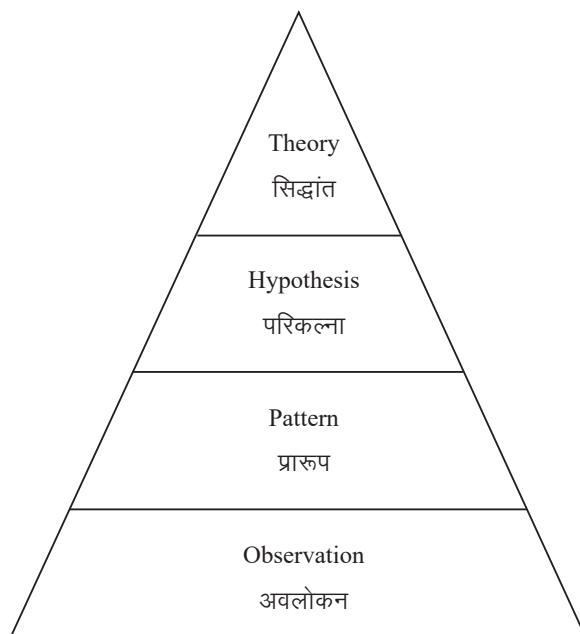 Theory
सिद्धांत
Hypothesis
परिकल्ना
Pattern
प्रारूप
Observation
अवलोकन